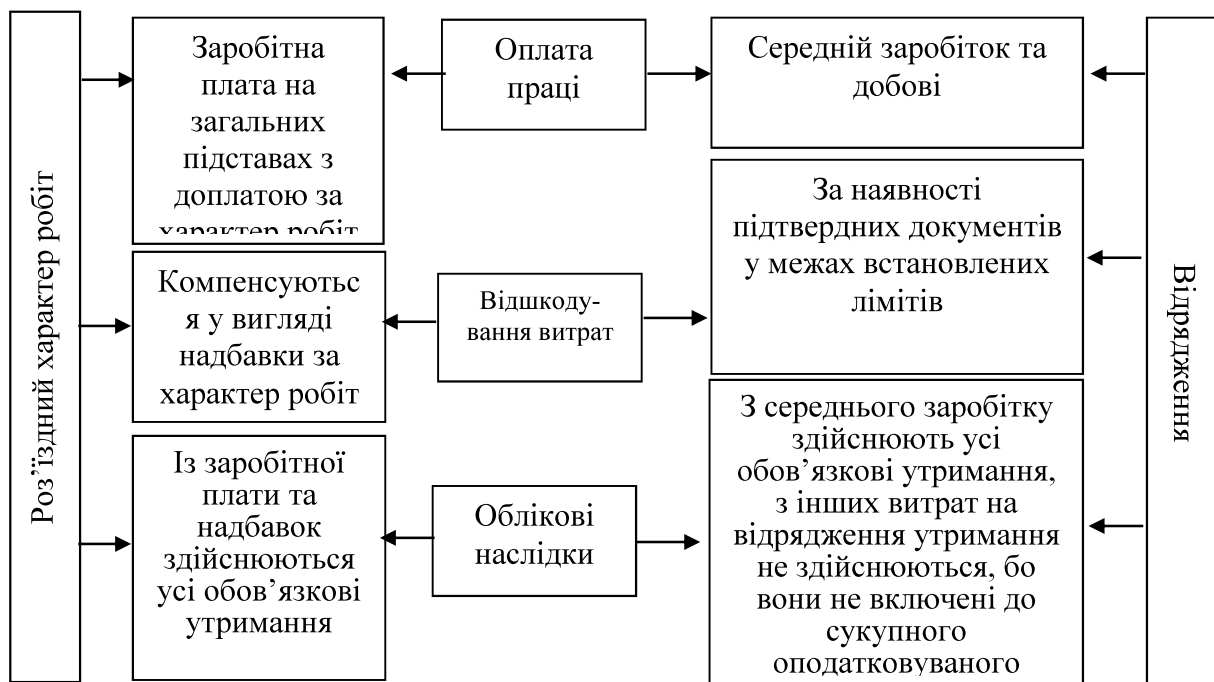 Роз’їздний характер робіт
Заробітна
плата на
загальних
підставах з
доплатою за
характер робіт
Компенсуютьс
я у вигляді
надбавки за
характер робіт
Із заробітної
плати та
надбавок
здійснюються
усі обов’язкові
утримання
Оплата
праці
Відшкоду-
вання витрат
Облікові
наслідки
Середній заробіток та
добові
За наявності
підтвердних документів
у межах встановлених
лімітів
З середнього заробітку
здійснюють усі
обов’язкові утримання,
з інших витрат на
відрядження утримання
не здійснюються, бо
вони не включені до
сукупного
оподатковуваного
Відрядження